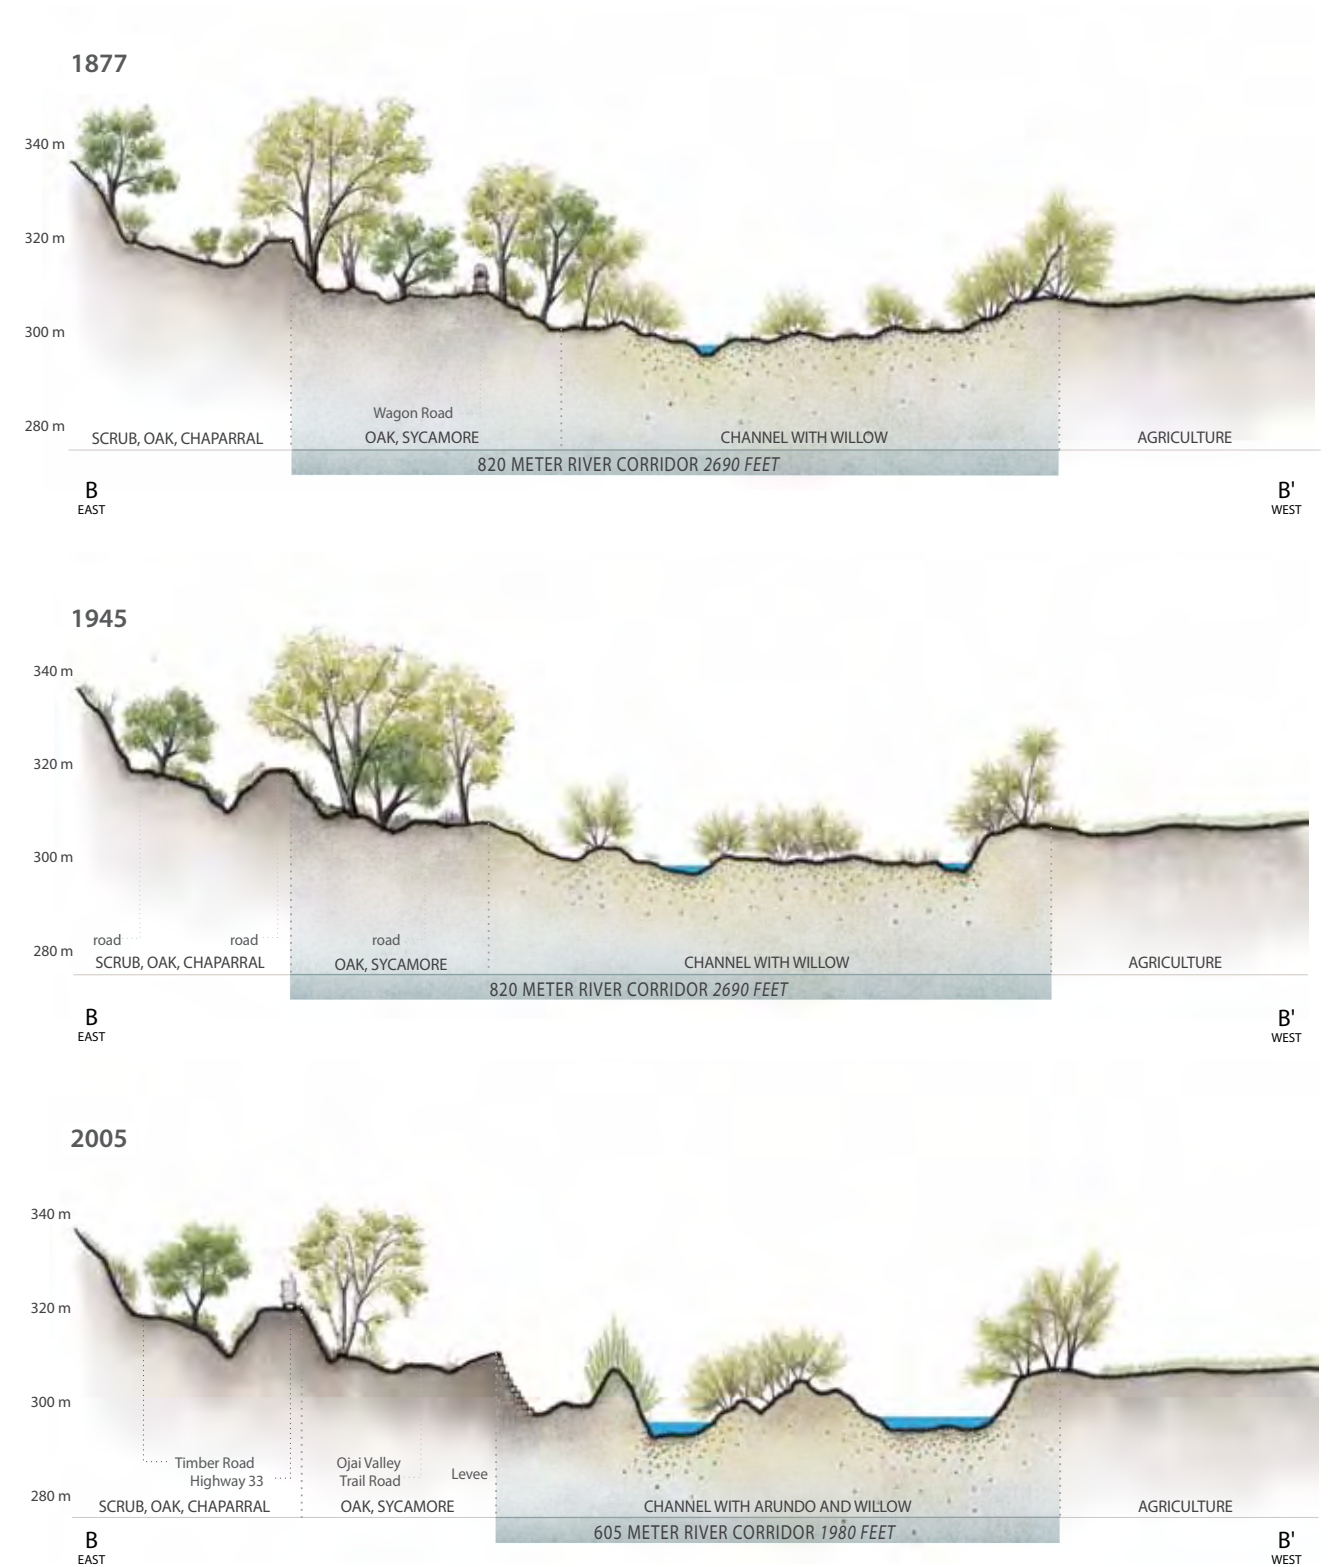 1877
340 m
320 m
300 m
280 m
Wagon Road
SCRUB, OAK, CHAPARRAL
OAK, SYCAMORE
CHANNEL WITH WILLOW
AGRICULTURE
820 METER RIVER CORRIDOR 2690 FEET
B
EAST
B'
WEST
1945
340 m
320 m
300 m
280 m
road
road
road
SCRUB, OAK, CHAPARRAL
OAK, SYCAMORE
CHANNEL WITH WILLOW
AGRICULTURE
820 METER RIVER CORRIDOR 2690 FEET
B
EAST
B'
WEST
2005
340 m
320 m
300 m
280 m
Timber Road
Highway 33
Ojai Valley
Trail Road
Levee
SCRUB, OAK, CHAPARRAL
OAK, SYCAMORE
CHANNEL WITH ARUNDO AND WILLOW
AGRICULTURE
605 METER RIVER CORRIDOR 1980 FEET
B
EAST
B'
WEST